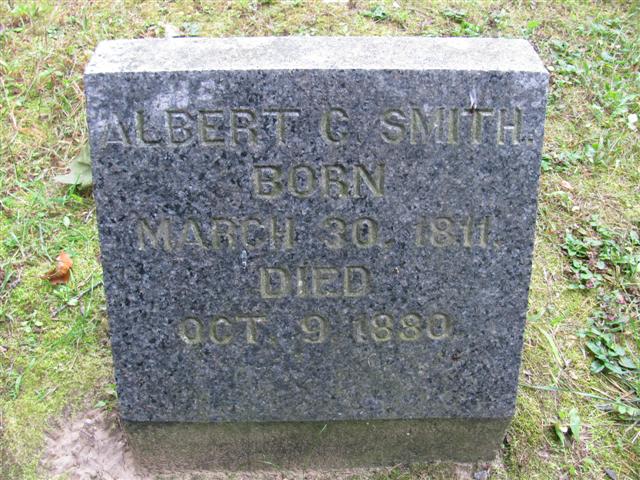 ALBERT C. SMITH.
BORN
MARCH 30. 1811.
DIED
OCT. 9. 1880.